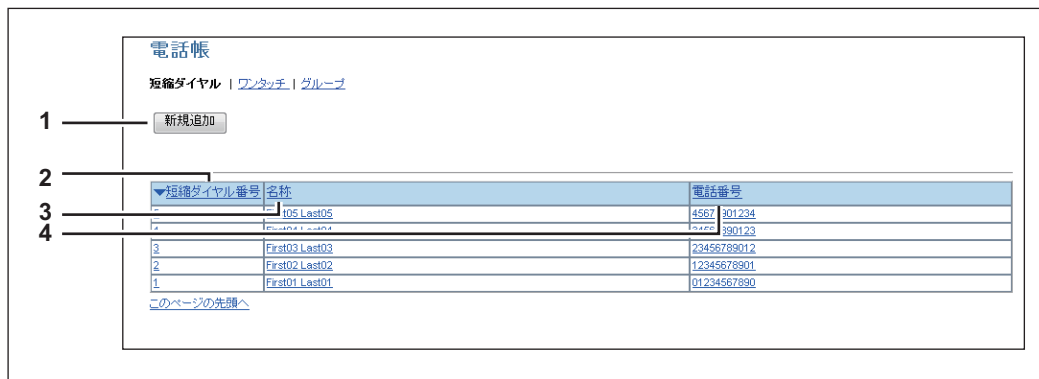 電話帳
短縮ダイヤル | ワンタッチ | グループ
1
新規追加
2
▼短縮ダイヤル番号 名称 電話番号
3
t05 Last05 4567 901234
4
3 First03 Last03 23456789012
2 First02 Last02 12345678901
1 First01 Last01 01234567890
このページの先頭へ